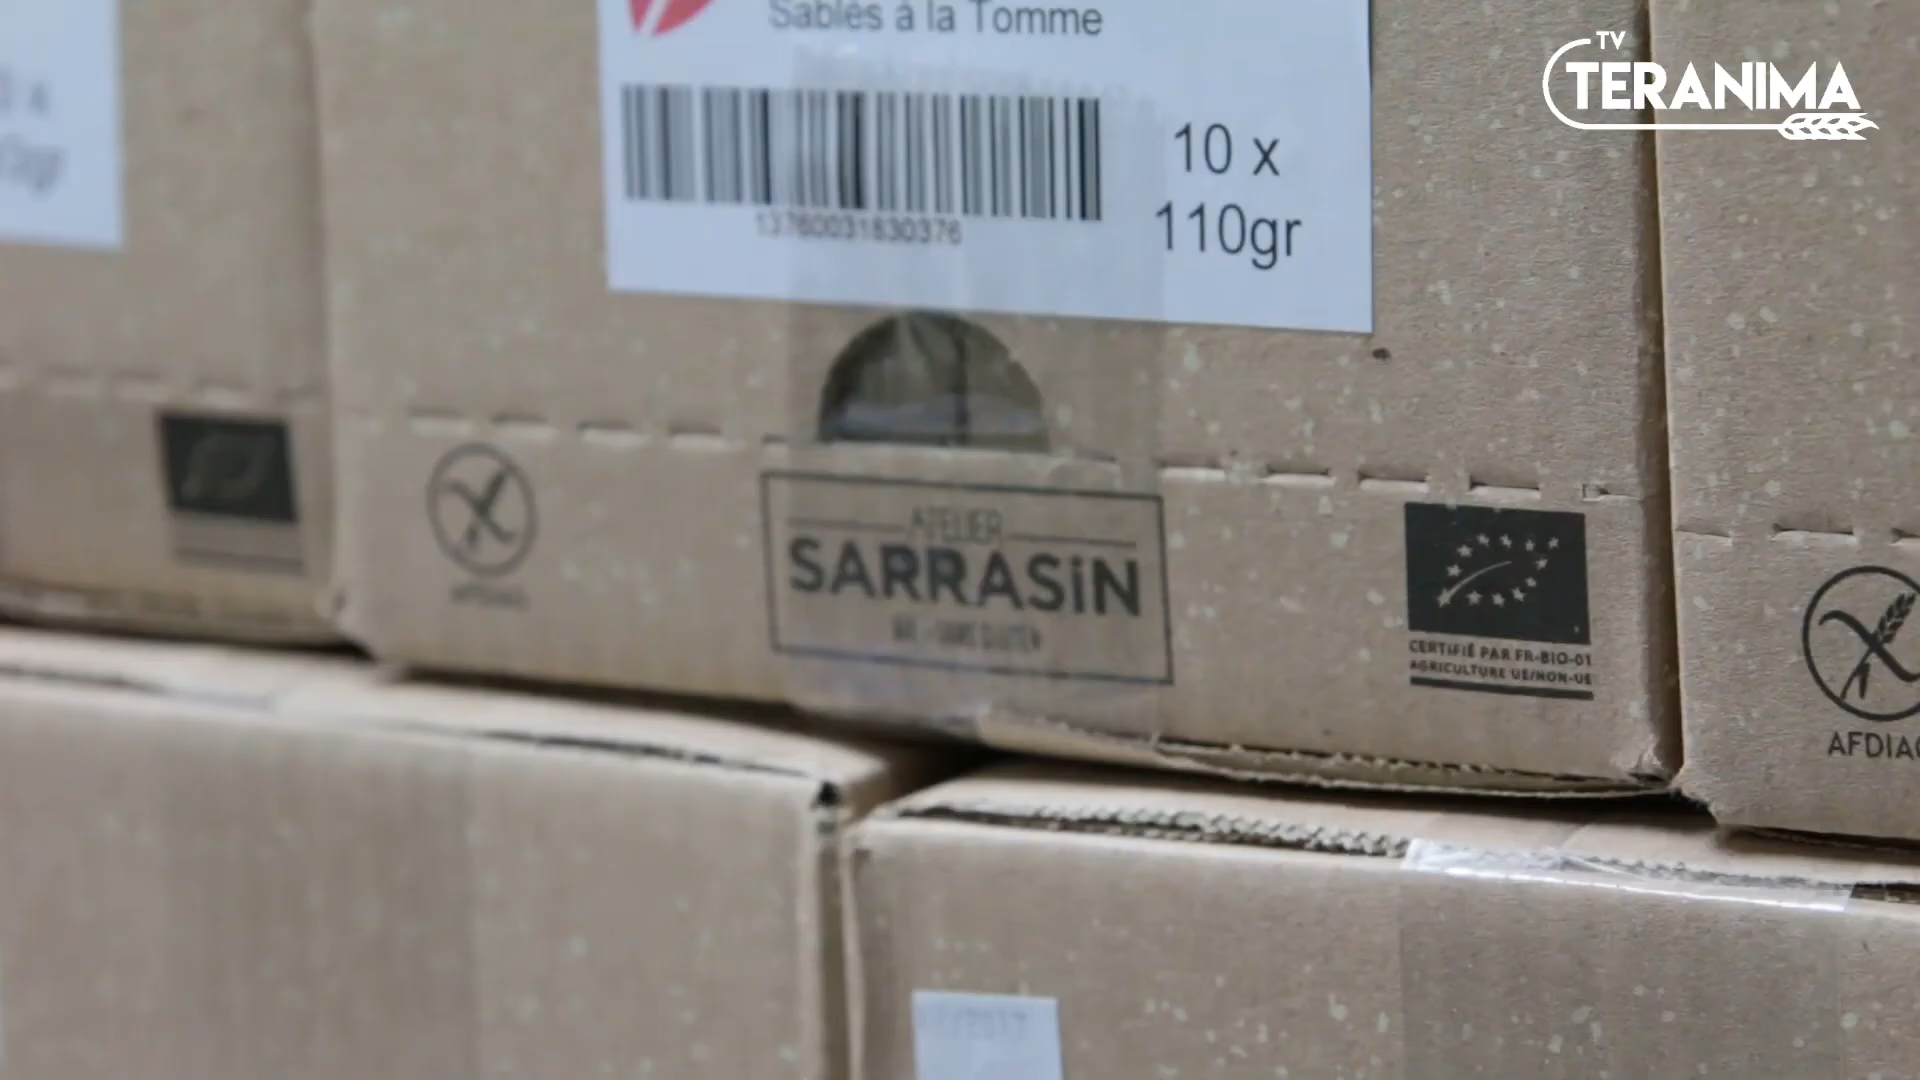 Sablés à la Tomme
TV
TERANIMA
10 x
110gr
13760031830376
ATELIER
SARRASiN
BIO - SANS GLUTEN
CERTIFIÉ PAR FR-BIO-01
AGRICULTURE UE/NON-UE
AFDIAG